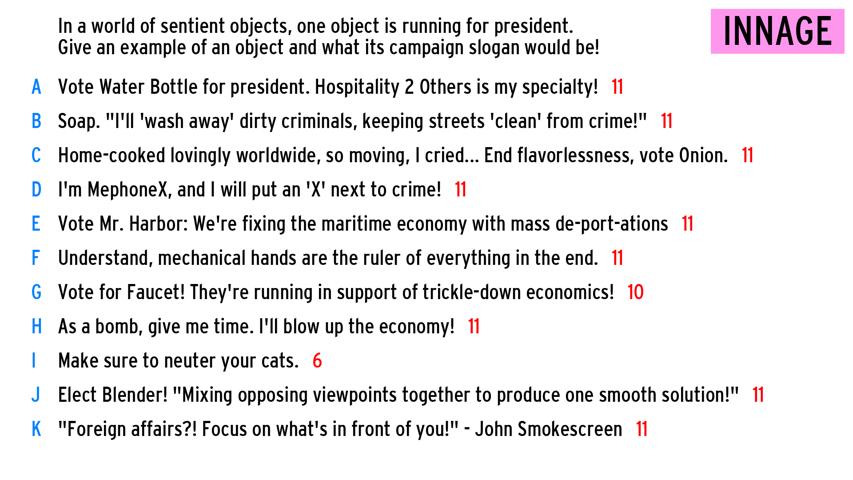 In a world of sentient objects, one object is running for president.
Give an example of an object and what its campaign slogan would be!
INNAGE
A Vote Water Bottle for president. Hospitality 2 Others is my specialty! 11
B Soap. "I'll 'wash away' dirty criminals, keeping streets 'clean' from crime!" 11
C Home-cooked lovingly worldwide, so moving, I cried... End flavorlessness, vote Onion. 11
D I'm MephoneX, and I will put an 'X' next to crime! 11
E Vote Mr. Harbor: We're fixing the maritime economy with mass de-port-ations 11
F Understand, mechanical hands are the ruler of everything in the end. 11
G Vote for Faucet! They're running in support of trickle-down economics! 10
H As a bomb, give me time. I'll blow up the economy! 11
I Make sure to neuter your cats. 6
J Elect Blender! "Mixing opposing viewpoints together to produce one smooth solution!" 11
K "Foreign affairs?! Focus on what's in front of you!" - John Smokescreen 11